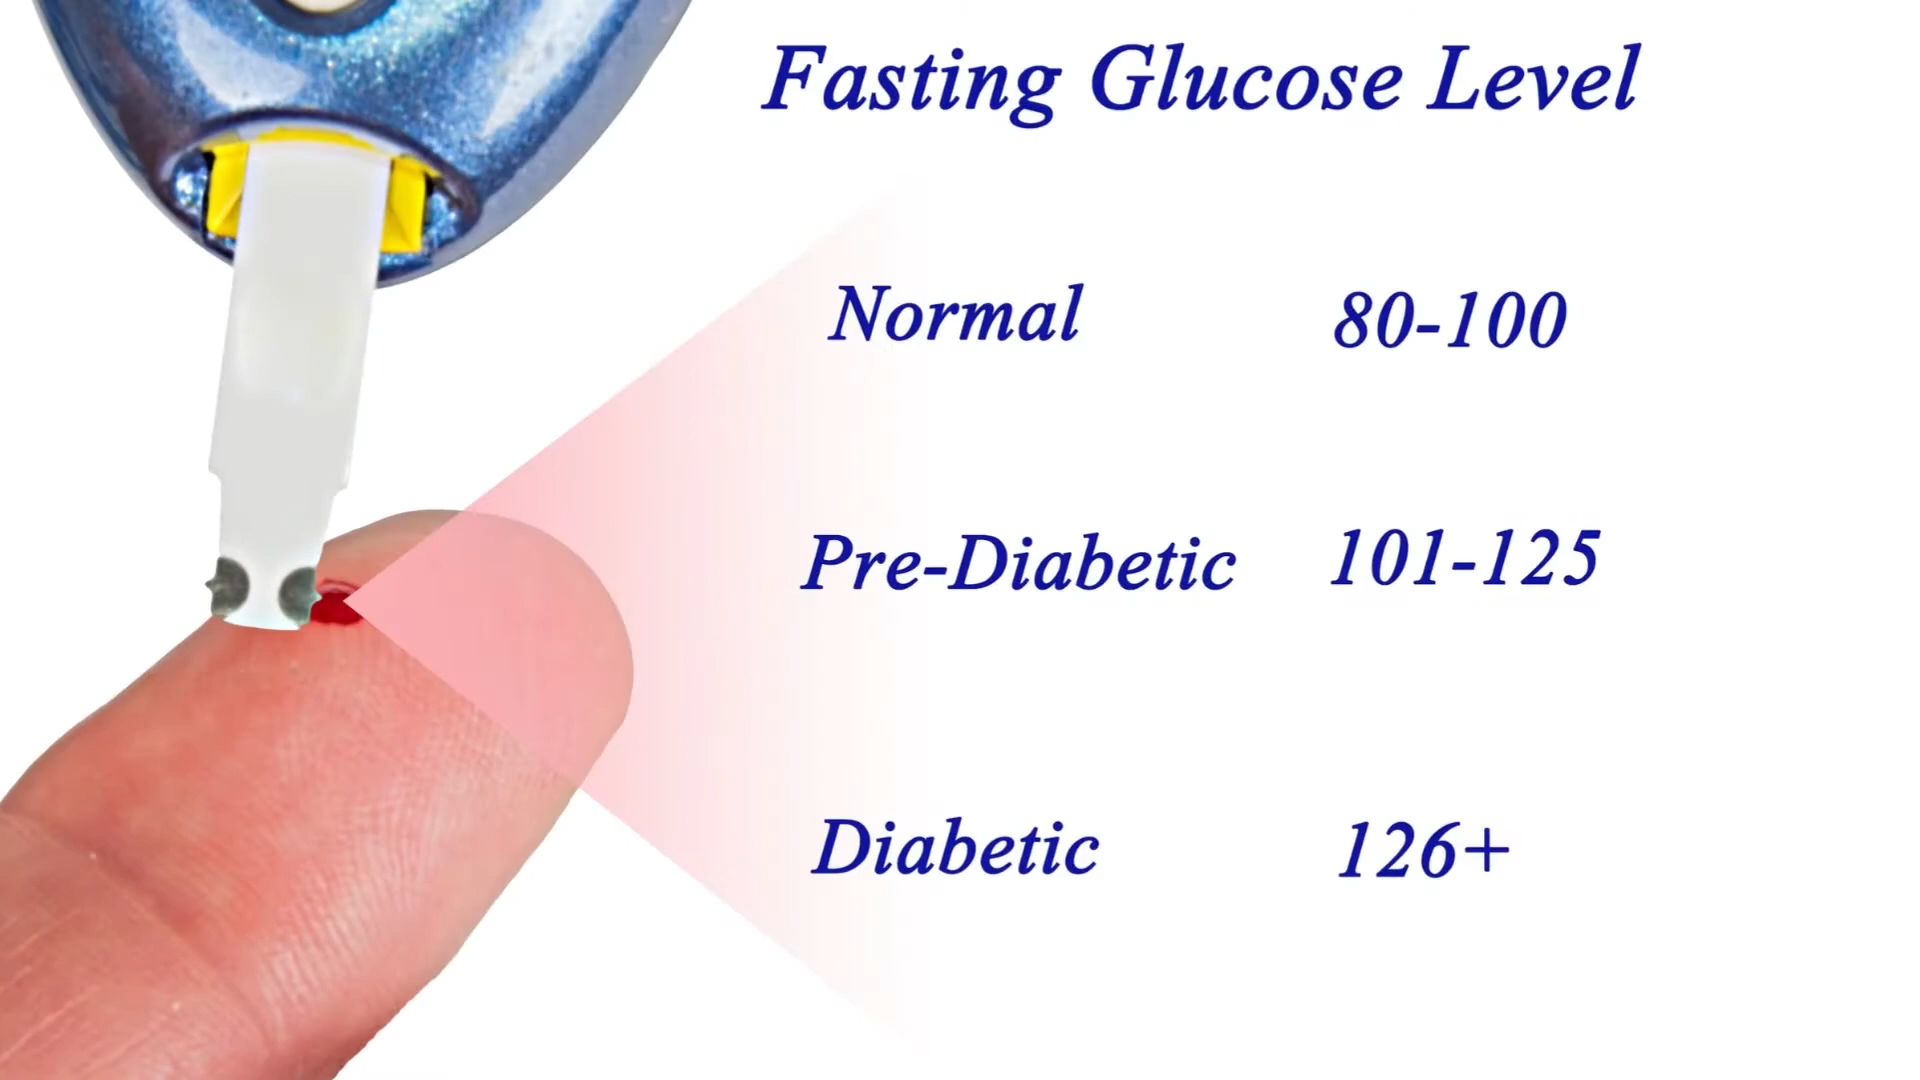 Fasting Glucose Level
Normal 80-100
Pre-Diabetic 101-125
Diabetic 126+